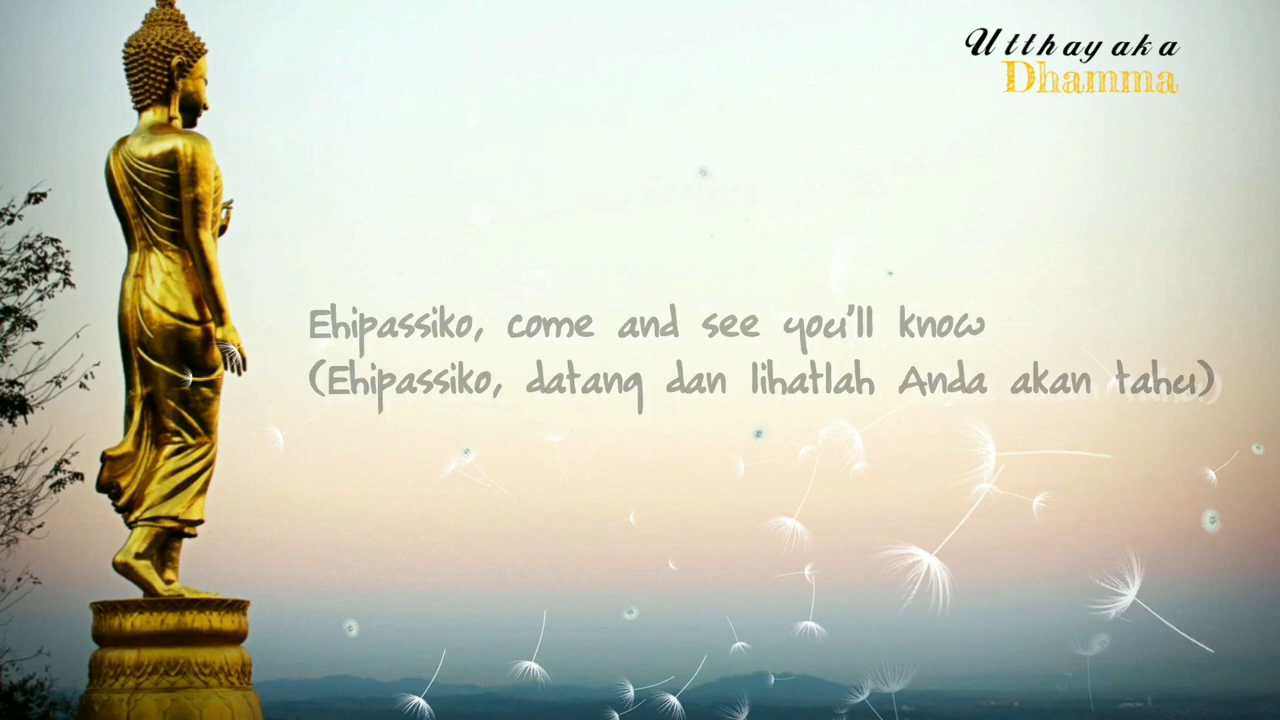 Utthayaka
Dhamma
Ehipassiko, come and see you'll know
(Ehipassiko, datang dan lihatlah Anda akan tahu)